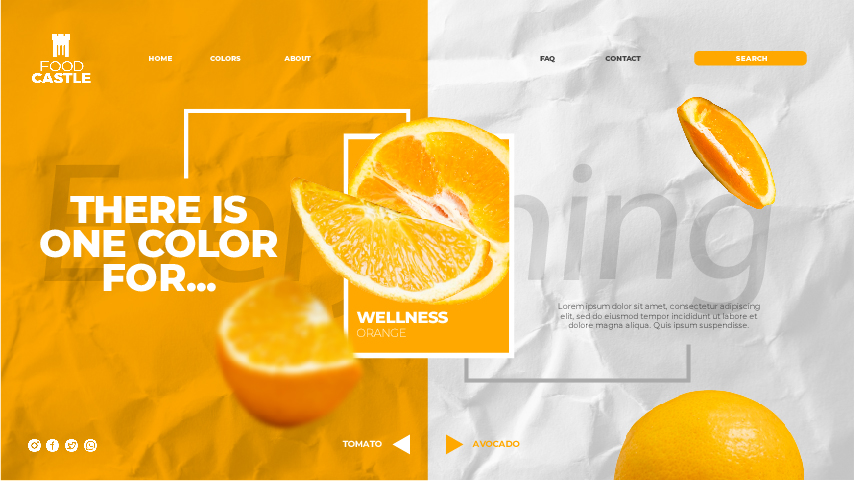 FOOD
CASTLE
HOME
COLORS
ABOUT
FAQ
CONTACT
SEARCH
THERE IS
ONE COLOR
FOR...
WELLNESS
ORANGE
Lorem ipsum dolor sit amet, consectetur adipiscing
elit, sed do eiusmod tempor incididunt ut labore et
dolore magna aliqua. Quis ipsum suspendisse.
TOMATO
AVOCADO